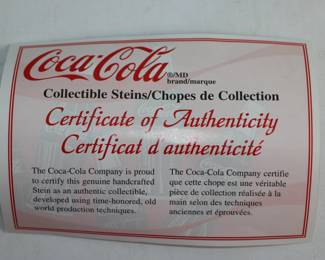 Coca-Cola ®/MD
brand/marque
Collectible Steins/Chopes de Collection
Certificate of Authenticity
Certificat d'authenticité
The Coca-Cola Company is proud
to certify this genuine handcrafted
Stein as an authentic collectible,
developed using time-honored, old
world production techniques.
The Coca-Cola Company certifie
que cette chope est une véritable
pièce de collection réalisée à la
main selon des techniques
anciennes et éprouvées.